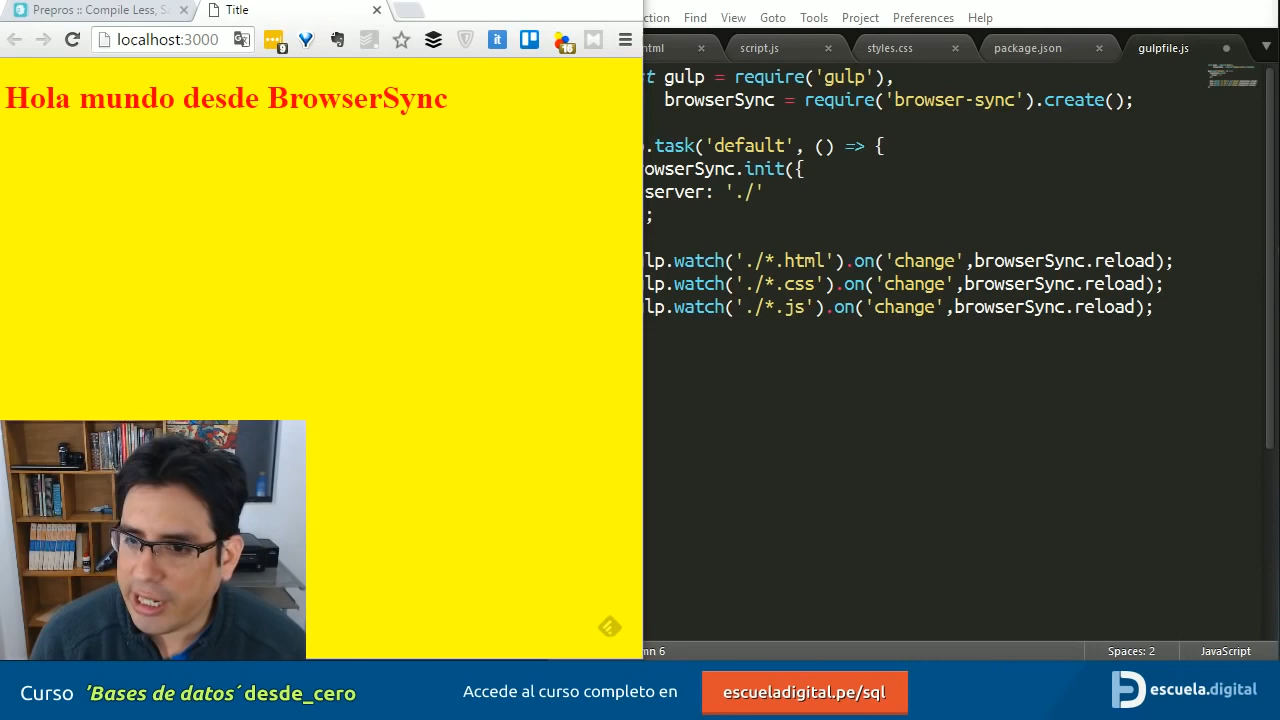 Prepros :: Compile Less, S
Title
localhost:3000
9
it
16
Hola mundo desde BrowserSync
ction Find View Goto Tools Project Preferences Help
html
script.js
styles.css
package.json
gulpfile.js
t gulp = require('gulp'),
browserSync = require('browser-sync').create();
.task('default', () => {
owserSync.init({
server: './'
;
lp.watch('./*.html').on('change',browserSync.reload);
lp.watch('./*.css').on('change',browserSync.reload);
lp.watch('./*.js').on('change',browserSync.reload);
mn 6
Spaces: 2
JavaScript
Curso 'Bases de datos´ desde_cero
Accede al curso completo en
escueladigital.pe/sql
escuela.digital